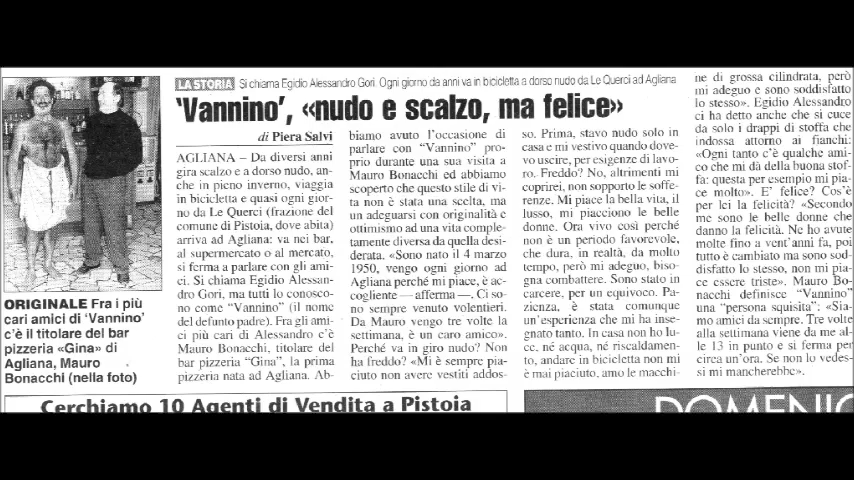 LA STORIA Si chiama Egidio Alessandro Gori. Ogni giorno da anni va in bicicletta a dorso nudo da Le Querci ad Agliana
'Vannino', «nudo e scalzo, ma felice»
di Piera Salvi
AGLIANA – Da diversi anni
gira scalzo e a dorso nudo, an-
che in pieno inverno, viaggia
in bicicletta e quasi ogni gior-
no da Le Querci (frazione del
comune di Pistoia, dove abita)
arriva ad Agliana: va nei bar,
al supermercato o al mercato,
si ferma a parlare con gli ami-
ci. Si chiama Egidio Alessan-
dro Gori, ma tutti lo conosco-
no come "Vannino" (il nome
del defunto padre). Fra gli ami-
ci più cari di Alessandro c'è
Mauro Bonacchi, titolare del
bar pizzeria "Gina", la prima
pizzeria nata ad Agliana. Ab-
biamo avuto l'occasione di
parlare con "Vannino" pro-
prio durante una sua visita a
Mauro Bonacchi ed abbiamo
scoperto che questo stile di vi-
ta non è stata una scelta, ma
un adeguarsi con originalità e
ottimismo ad una vita comple-
tamente diversa da quella desi-
derata. «Sono nato il 4 marzo
1950, vengo ogni giorno ad
Agliana perché mi piace, è ac-
cogliente — afferma —. Ci so-
no sempre venuto volentieri.
Da Mauro vengo tre volte la
settimana, è un caro amico».
Perché va in giro nudo? Non
ha freddo? «Mi è sempre pia-
ciuto non avere vestiti addos-
so. Prima, stavo nudo solo in
casa e mi vestivo quando dove-
vo uscire, per esigenze di lavo-
ro. Freddo? No, altrimenti mi
coprirei, non sopporto le soffe-
renze. Mi piace la bella vita, il
lusso, mi piacciono le belle
donne. Ora vivo così perché
non è un periodo favorevole,
che dura, in realtà, da molto
tempo, però mi adeguo, biso-
gna combattere. Sono stato in
carcere, per un equivoco. Pa-
zienza, è stata comunque
un'esperienza che mi ha inse-
gnato tanto. In casa non ho lu-
ce, né acqua, né riscaldamen-
to, andare in bicicletta non mi
è mai piaciuto, amo le macchi-
ne di grossa cilindrata, però
mi adeguo e sono soddisfatto
lo stesso». Egidio Alessandro
ci ha detto anche che si cuce
da solo i drappi di stoffa che
indossa attorno ai fianchi:
«Ogni tanto c'è qualche ami-
co che mi dà della buona stof-
fa: questa per esempio mi pia-
ce molto». E' felice? Cos'è
per lei la felicità? «Secondo
me sono le belle donne che
danno la felicità. Ne ho avute
molte fino a vent'anni fa, poi
tutto è cambiato ma sono sod-
disfatto lo stesso, non mi pia-
ce essere triste». Mauro Bo-
nacchi definisce "Vannino"
una "persona squisita": «Sia-
mo amici da sempre. Tre volte
alla settimana viene da me al-
le 13 in punto e si ferma per
circa un'ora. Se non lo vedes-
si mi mancherebbe».
ORIGINALE Fra i più
cari amici di 'Vannino'
c'è il titolare del bar
pizzeria «Gina» di
Agliana, Mauro
Bonacchi (nella foto)
Cerchiamo 10 Agenti di Vendita a Pistoia